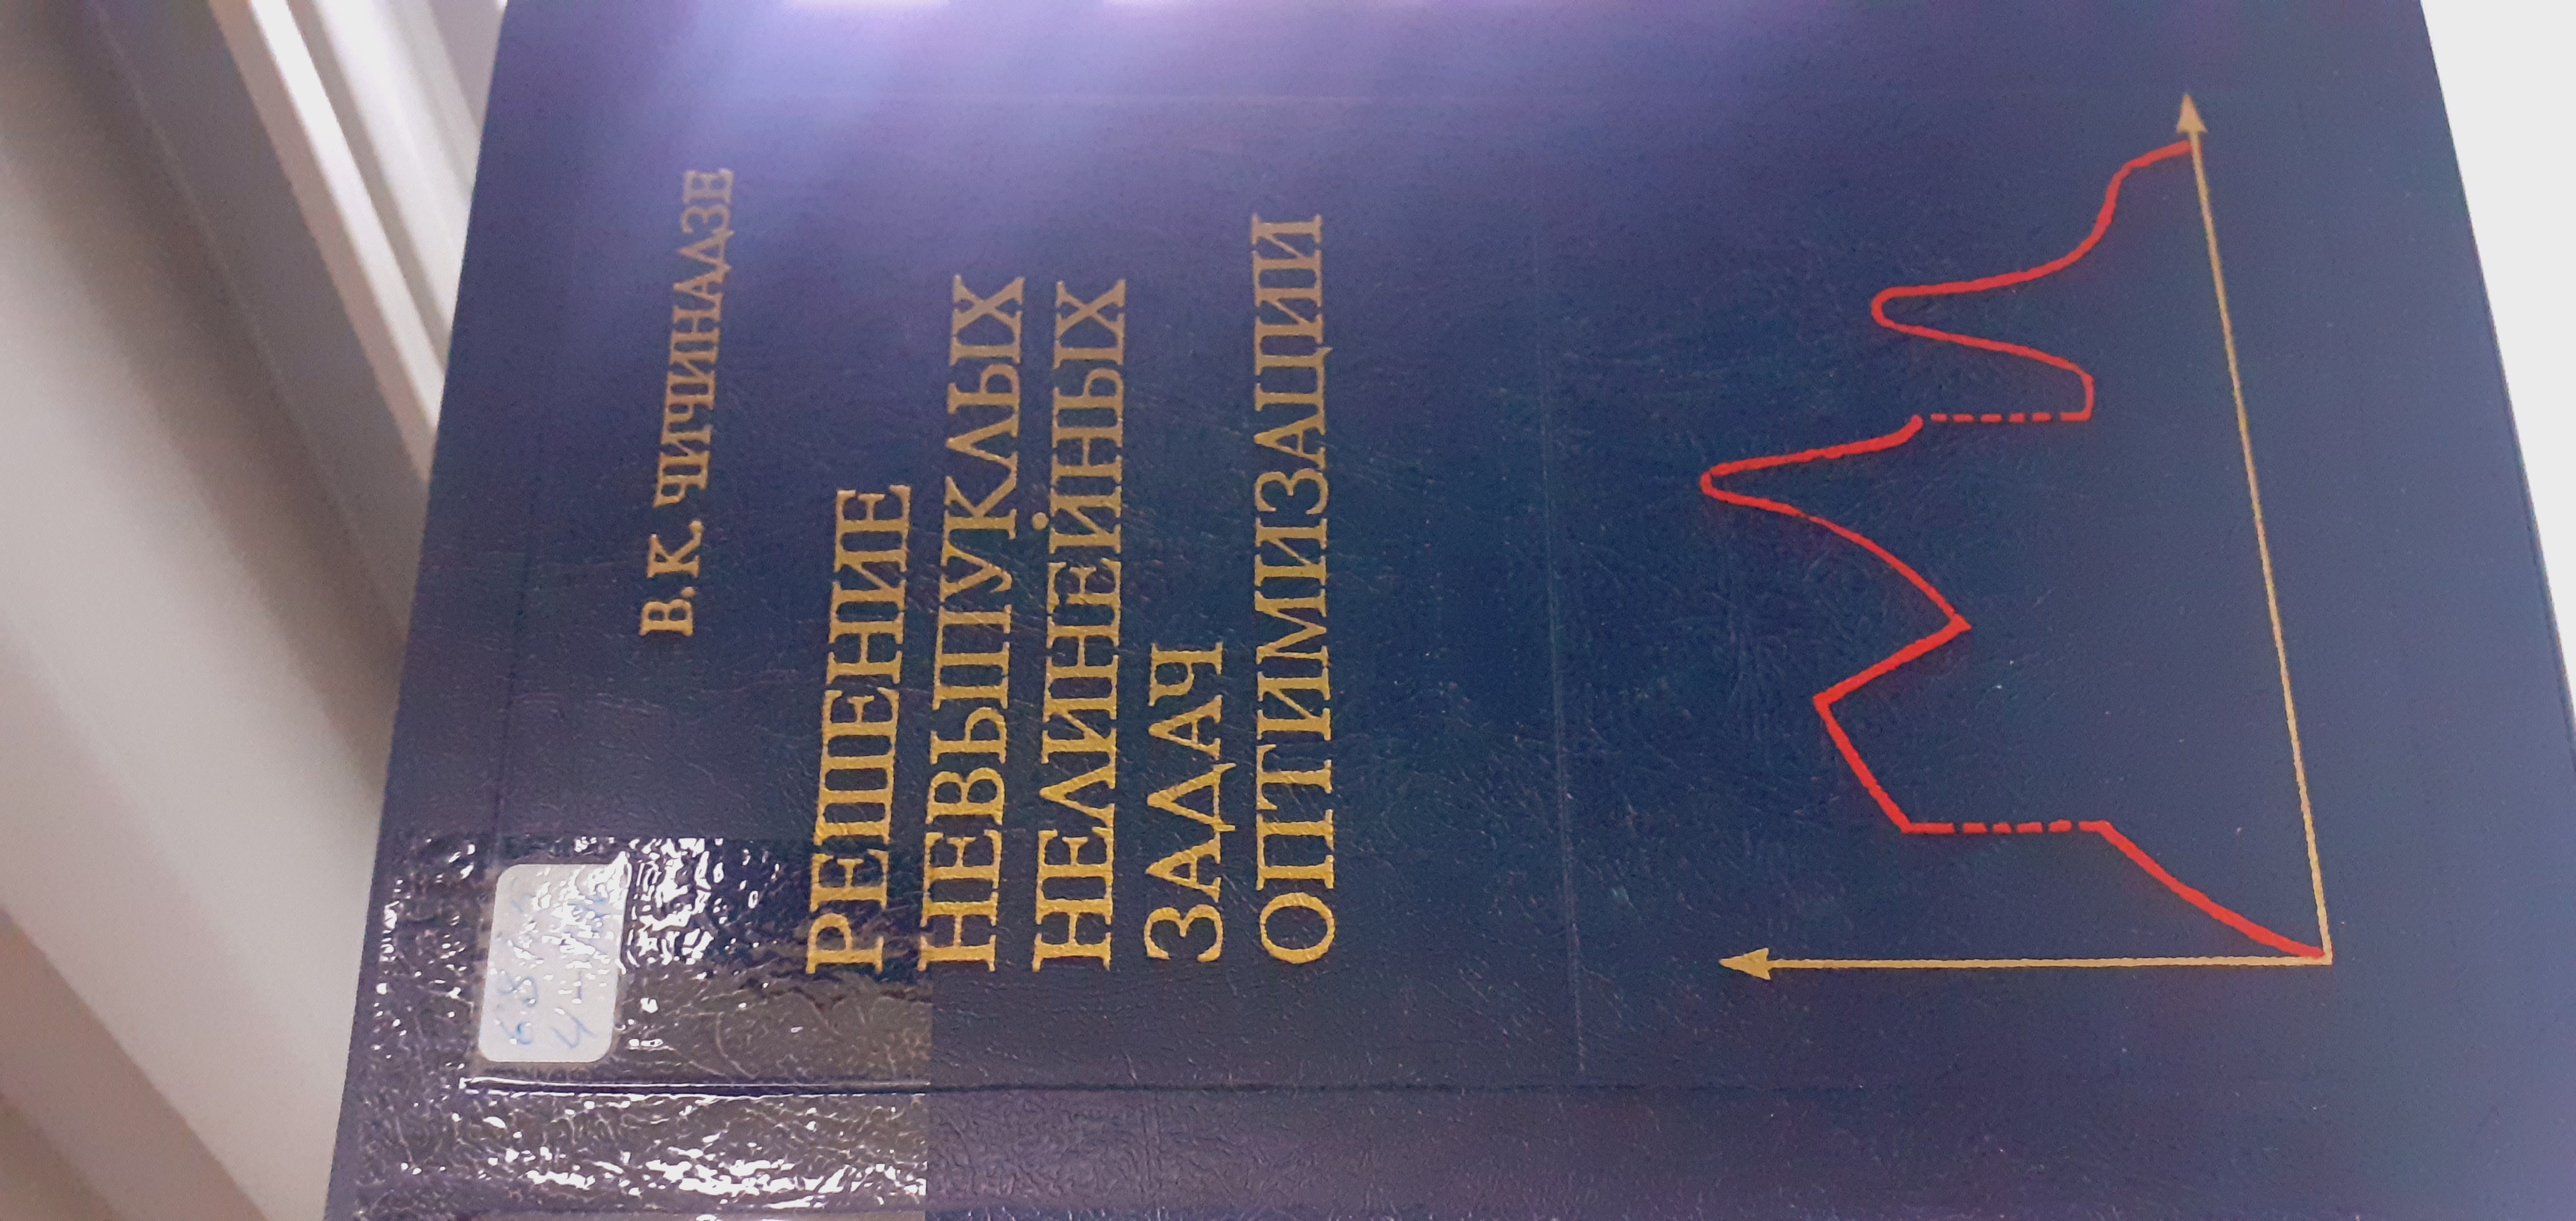 В. К. ЧИЧИНАДЗЕ
РЕШЕНИЕ
НЕВЫПУКЛЫХ
НЕЛИНЕЙНЫХ
ЗАДАЧ
ОПТИМИЗАЦИИ